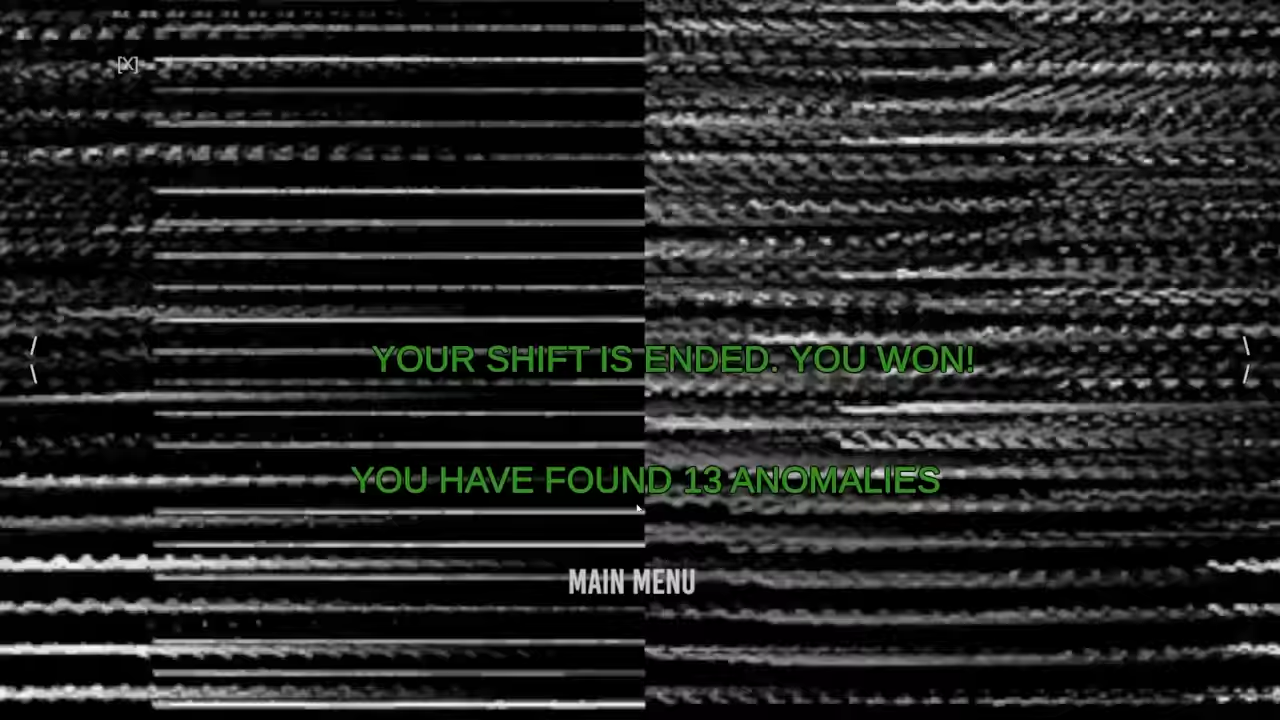 [X]
YOUR SHIFT IS ENDED. YOU WON!
YOU HAVE FOUND 13 ANOMALIES
MAIN MENU